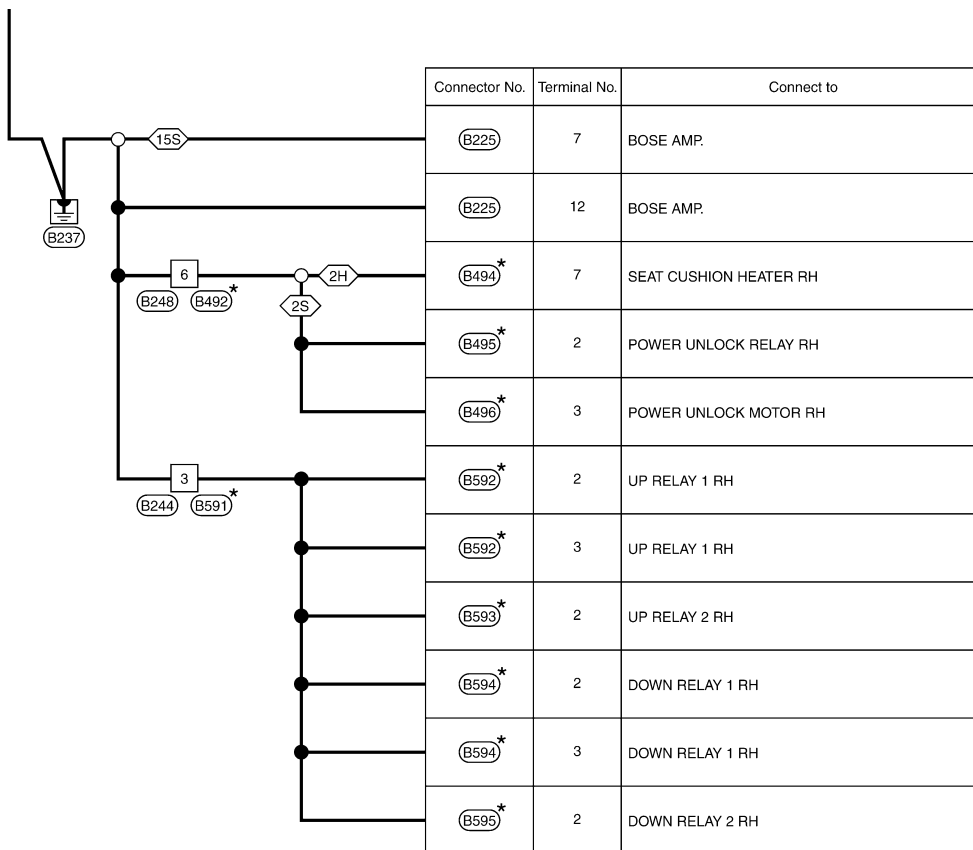 Connector No. Terminal No. Connect to
15S B225 7 BOSE AMP.
B237
B225 12 BOSE AMP.
6 2H B494* 7 SEAT CUSHION HEATER RH
B248 B492* 2S
B495* 2 POWER UNLOCK RELAY RH
B496* 3 POWER UNLOCK MOTOR RH
3 B592* 2 UP RELAY 1 RH
B244 B591*
B592* 3 UP RELAY 1 RH
B593* 2 UP RELAY 2 RH
B594* 2 DOWN RELAY 1 RH
B594* 3 DOWN RELAY 1 RH
B595* 2 DOWN RELAY 2 RH